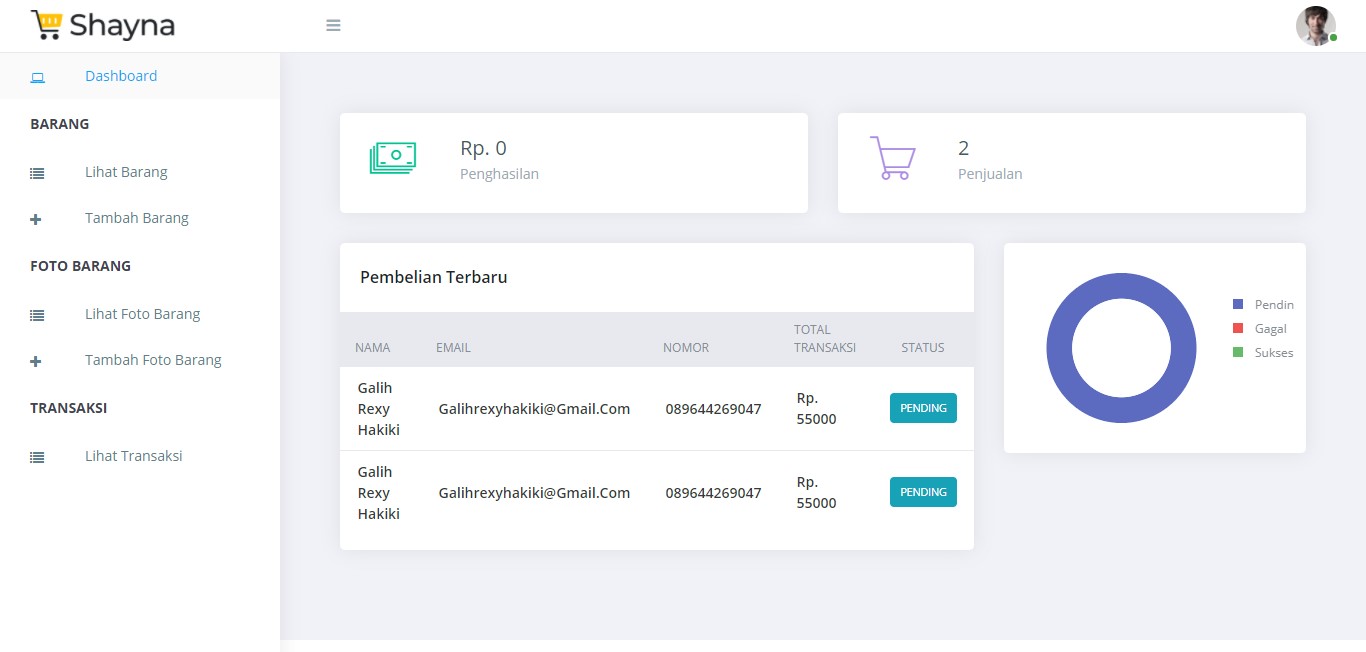 Shayna
Dashboard
BARANG
Lihat Barang
Tambah Barang
FOTO BARANG
Lihat Foto Barang
Tambah Foto Barang
TRANSAKSI
Lihat Transaksi
Rp. 0
Penghasilan
2
Penjualan
Pembelian Terbaru
NAMA EMAIL NOMOR TOTAL TRANSAKSI STATUS
Galih
Rexy
Hakiki
Galihrexyhakiki@Gmail.Com
089644269047
Rp.
55000
PENDING
Galih
Rexy
Hakiki
Galihrexyhakiki@Gmail.Com
089644269047
Rp.
55000
PENDING
Pendin
Gagal
Sukses